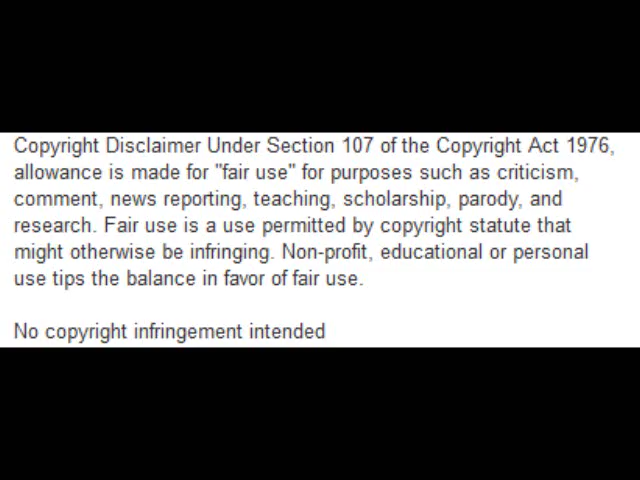 Copyright Disclaimer Under Section 107 of the Copyright Act 1976,
allowance is made for "fair use" for purposes such as criticism,
comment, news reporting, teaching, scholarship, parody, and
research. Fair use is a use permitted by copyright statute that
might otherwise be infringing. Non-profit, educational or personal
use tips the balance in favor of fair use.
No copyright infringement intended